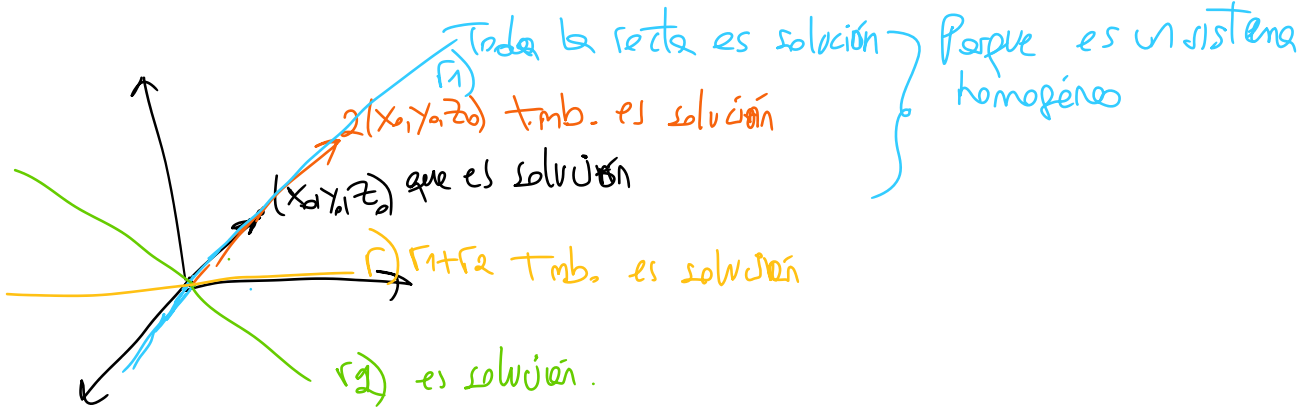 Toda la recta es solución
Porque es un sistema
homogéneo
r1)
2(x₀,y₀,z₀) tmb. es solución
(x₀,y₀,z₀) que es solución
r) r1+r2 Tmb. es solución
r2) es solución.